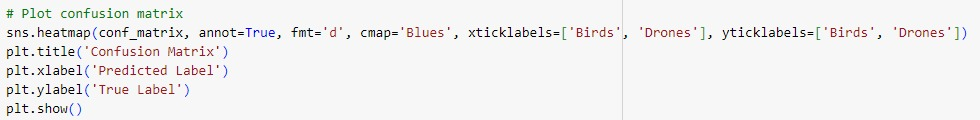 # Plot confusion matrix
sns.heatmap(conf_matrix, annot=True, fmt='d', cmap='Blues', xticklabels=['Birds', 'Drones'], yticklabels=['Birds', 'Drones'])
plt.title('Confusion Matrix')
plt.xlabel('Predicted Label')
plt.ylabel('True Label')
plt.show()